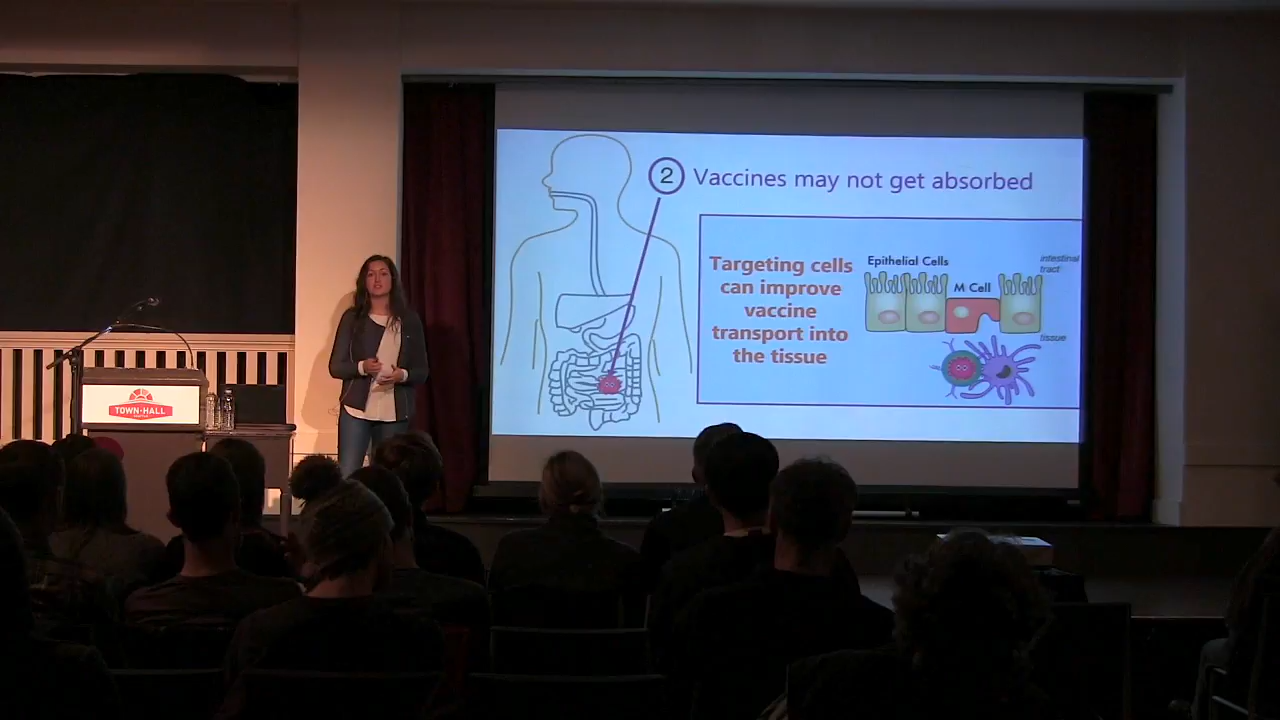 2 Vaccines may not get absorbed
Targeting cells
can improve
vaccine
transport into
the tissue
Epithelial Cells
M Cell
intestinal
tract
tissue
TOWN HALL